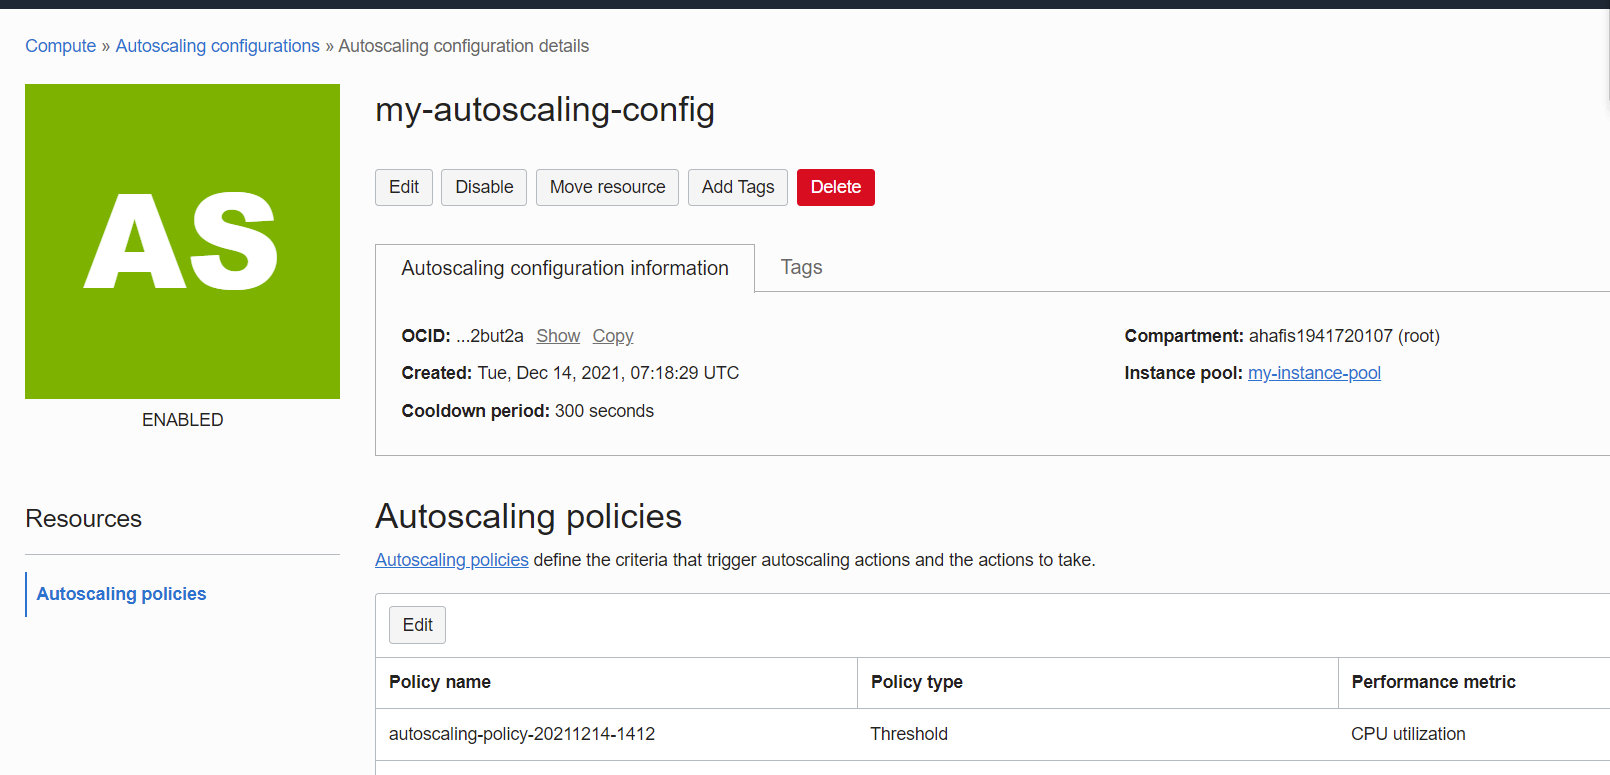 Compute » Autoscaling configurations » Autoscaling configuration details
AS
ENABLED
my-autoscaling-config
Edit Disable Move resource Add Tags Delete
Autoscaling configuration information Tags
OCID: ...2but2a Show Copy
Created: Tue, Dec 14, 2021, 07:18:29 UTC
Cooldown period: 300 seconds
Compartment: ahafis1941720107 (root)
Instance pool: my-instance-pool
Resources
Autoscaling policies
Autoscaling policies
Autoscaling policies define the criteria that trigger autoscaling actions and the actions to take.
Edit
Policy name Policy type Performance metric
autoscaling-policy-20211214-1412 Threshold CPU utilization